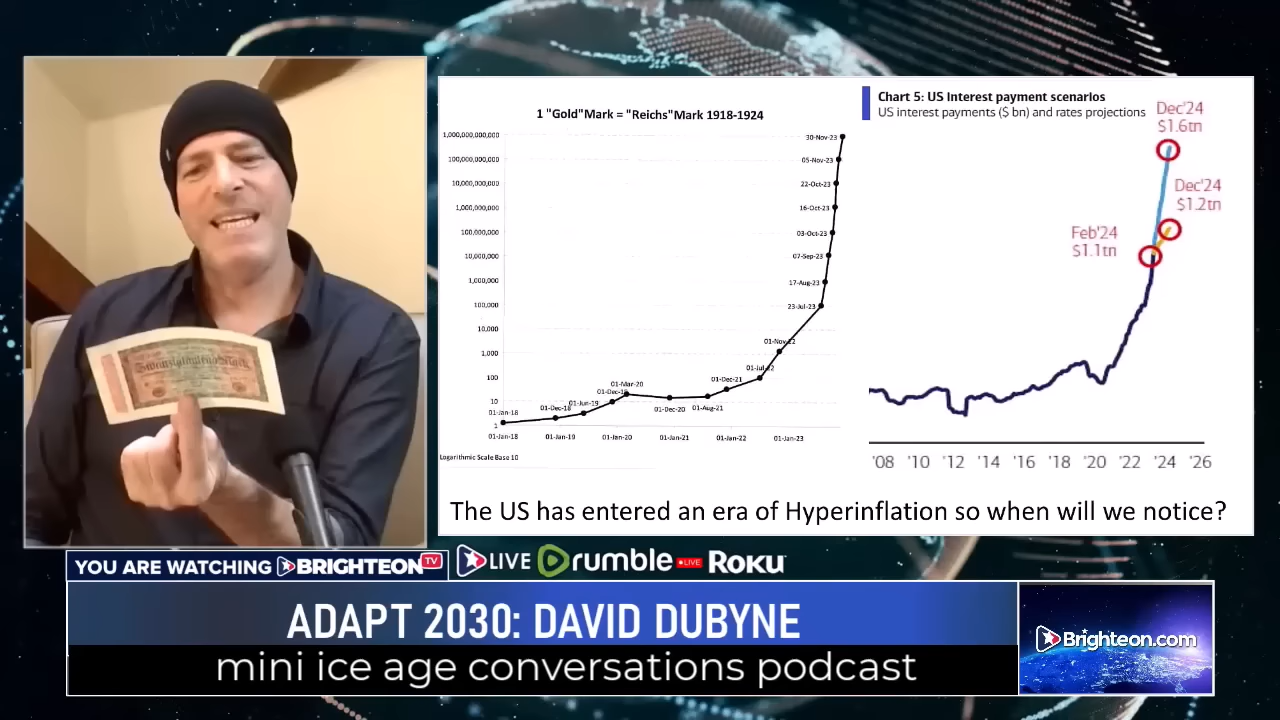 1 "Gold"Mark = "Reichs"Mark 1918-1924
1,000,000,000,000
100,000,000,000
10,000,000,000
1,000,000,000
100,000,000
10,000,000
1,000,000
100,000
10,000
1,000
100
10
1
30-Nov-23
05-Nov-23
22-Oct-23
16-Oct-23
03-Oct-23
07-Sep-23
17-Aug-23
23-Jul-23
01-Nov-22
01-Jul-22
01-Dec-21
01-Aug-21
01-Dec-20
01-Mar-20
01-Dec-19
01-Jun-19
01-Dec-18
01-Jan-18
01-Jan-18 01-Jan-19 01-Jan-20 01-Jan-21 01-Jan-22 01-Jan-23
Logarithmic Scale Base 10
Chart 5: US Interest payment scenarios
US interest payments ($ bn) and rates projections
Dec'24
$1.6tn
Dec'24
$1.2tn
Feb'24
$1.1tn
'08 '10 '12 '14 '16 '18 '20 '22 '24 '26
Zwanzigtausend Mark
The US has entered an era of Hyperinflation so when will we notice?
YOU ARE WATCHING BRIGHTEON TV LIVE rumble LIVE ROKU
ADAPT 2030: DAVID DUBYNE
mini ice age conversations podcast
Brighteon.com